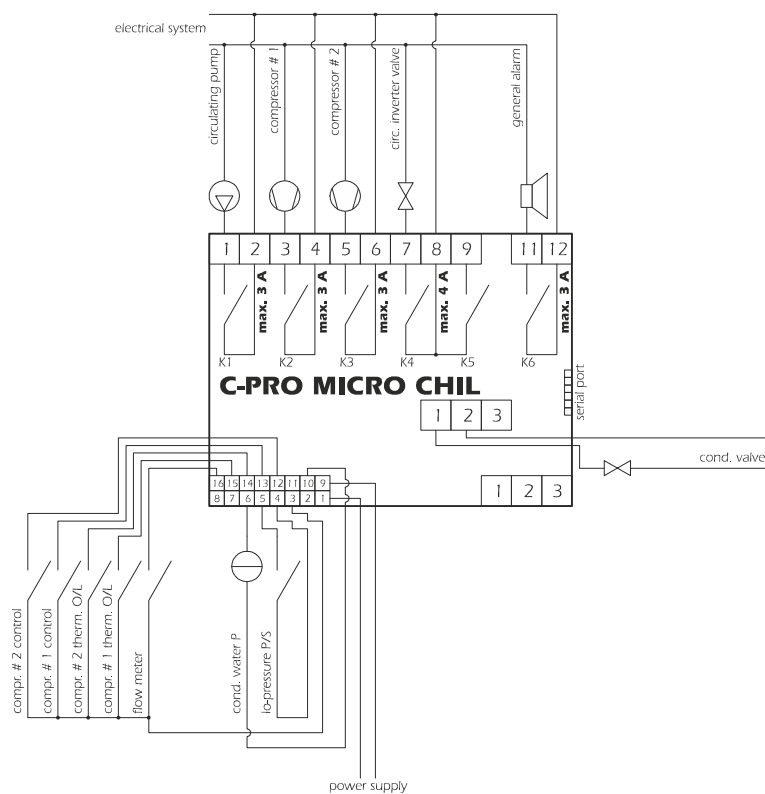 electrical system
circulating pump
compressor # 1
compressor # 2
circ. inverter valve
general alarm
1 2 3 4 5 6 7 8 9 11 12
max. 3 A
max. 3 A
max. 3 A
max. 4 A
max. 3 A
K1 K2 K3 K4 K5 K6
C-PRO MICRO CHIL
serial port
1 2 3
cond. valve
16 15 14 13 12 11 10 9
8 7 6 5 4 3 2 1
1 2 3
compr. # 2 control
compr. # 1 control
compr. # 2 therm. O/L
compr. # 1 therm. O/L
flow meter
cond. water P
lo-pressure P/S
power supply